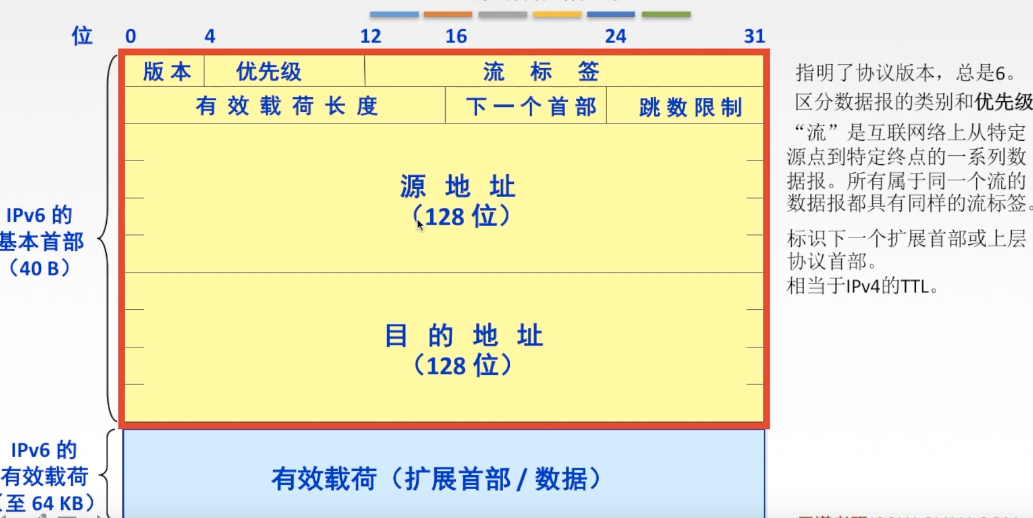 位 0 4 12 16 24 31
版本 优先级 流标签
有效载荷长度 下一个首部 跳数限制
源地址
（128 位）
目的地址
（128 位）
IPv6 的
基本首部
（40 B）
IPv6 的
有效载荷
（至 64 KB）
有效载荷（扩展首部 / 数据）
指明了协议版本，总是6。
区分数据报的类别和优先级
“流”是互联网络上从特定
源点到特定终点的一系列数
据报。所有属于同一个流的
数据报都具有同样的流标签。
标识下一个扩展首部或上层
协议首部。
相当于IPv4的TTL。